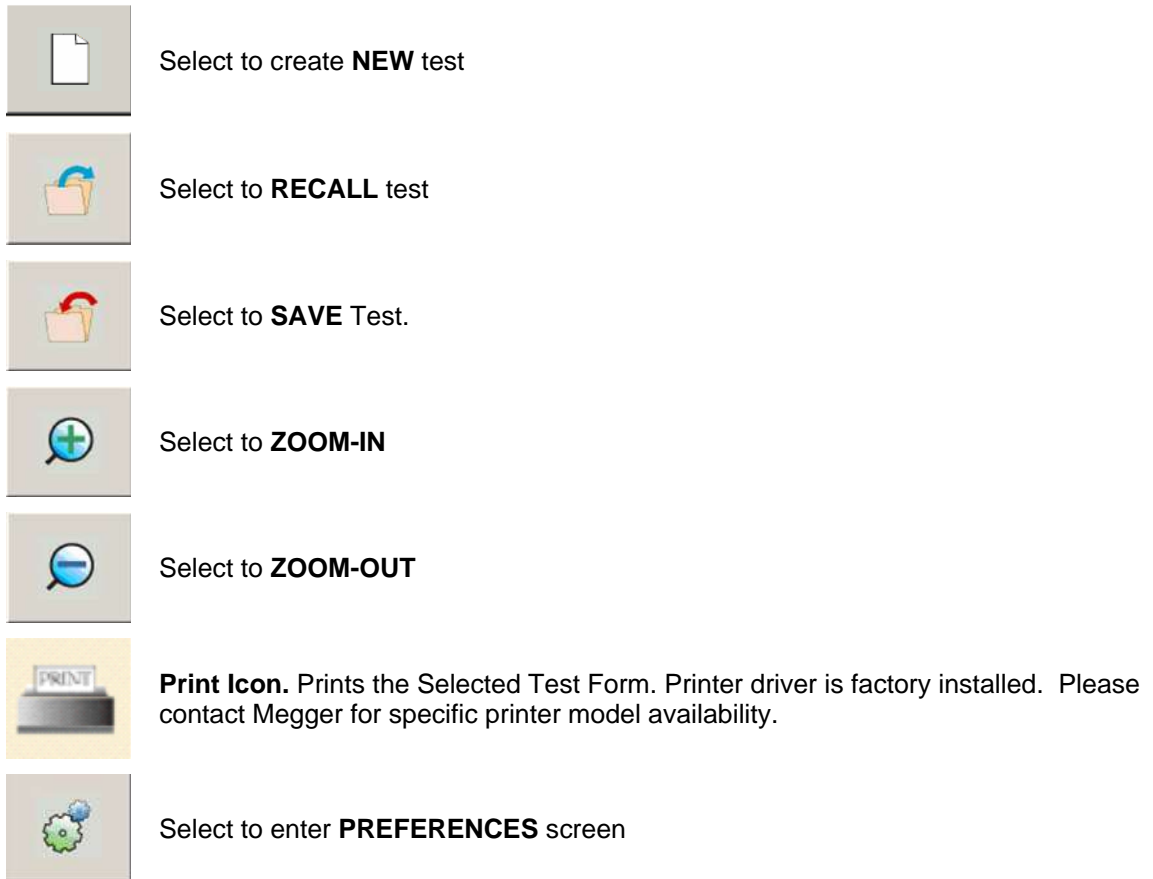 Select to create NEW test
Select to RECALL test
Select to SAVE Test.
Select to ZOOM-IN
Select to ZOOM-OUT
PRINT
Print Icon. Prints the Selected Test Form. Printer driver is factory installed.  Please
contact Megger for specific printer model availability.
Select to enter PREFERENCES screen